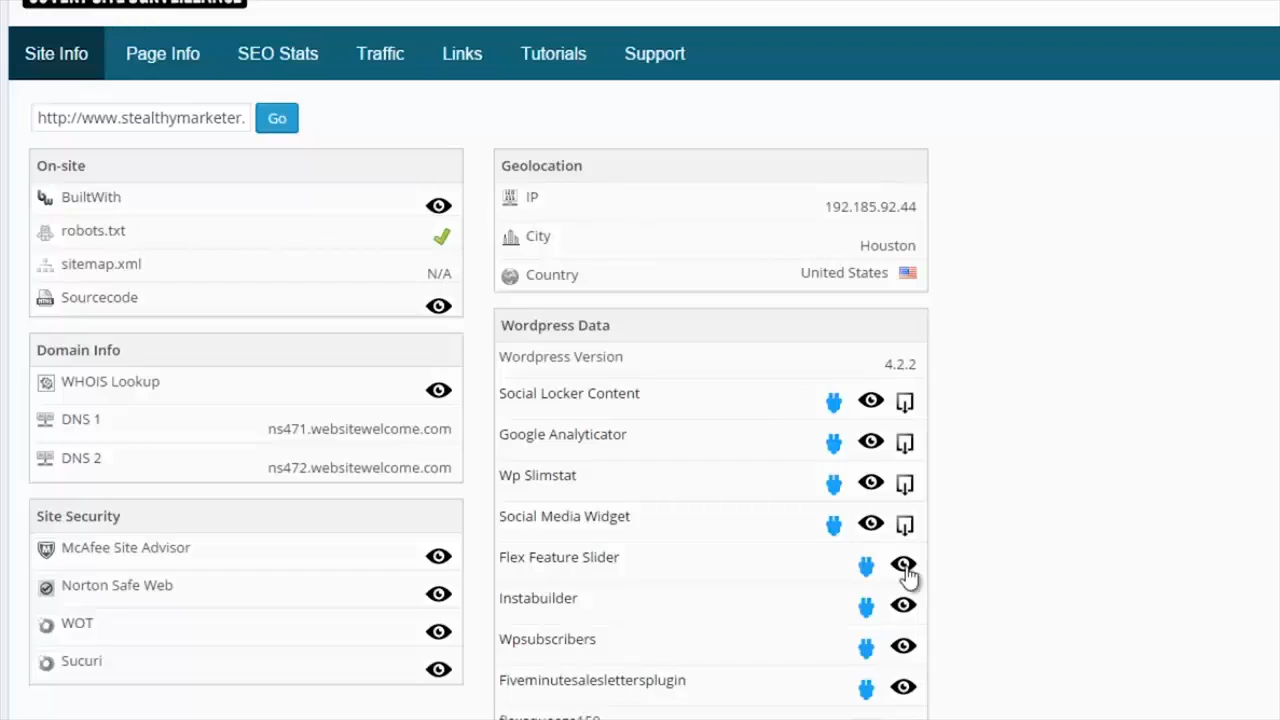 COVERT SITE SURVEILLANCE
Site Info Page Info SEO Stats Traffic Links Tutorials Support
http://www.stealthymarketer. Go
On-site
BuiltWith
robots.txt
sitemap.xml N/A
Sourcecode
Domain Info
WHOIS Lookup
DNS 1 ns471.websitewelcome.com
DNS 2 ns472.websitewelcome.com
Site Security
McAfee Site Advisor
Norton Safe Web
WOT
Sucuri
Geolocation
IP 192.185.92.44
City Houston
Country United States
Wordpress Data
Wordpress Version 4.2.2
Social Locker Content
Google Analyticator
Wp Slimstat
Social Media Widget
Flex Feature Slider
Instabuilder
Wpsubscribers
Fiveminutesaleslettersplugin